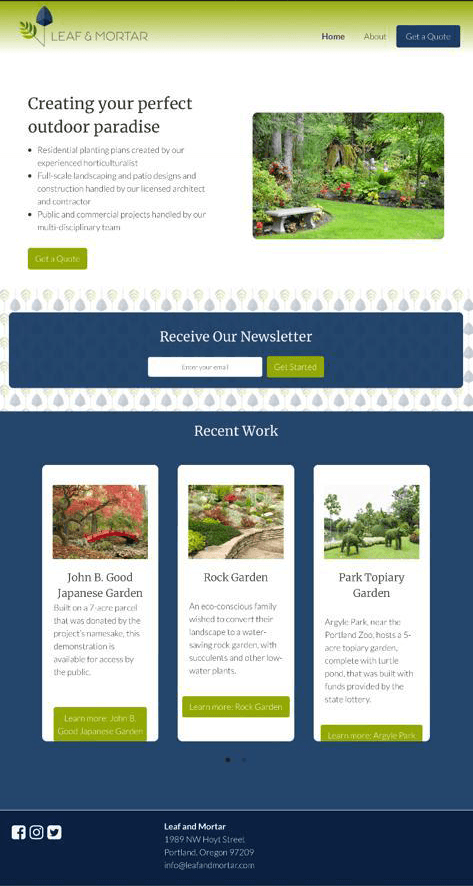 LEAF & MORTAR
Home About Get a Quote
Creating your perfect
outdoor paradise
Residential planting plans created by our
experienced horticulturalist
Full-scale landscaping and patio designs and
construction handled by our licensed architect
and contractor
Public and commercial projects handled by our
multi-disciplinary team
Get a Quote
Receive Our Newsletter
Enter your email Get Started
Recent Work
John B. Good
Japanese Garden
Built on a 7-acre parcel
that was donated by the
project's namesake, this
demonstration is
available for access by
the public.
Learn more: John B.
Good Japanese Garden
Rock Garden
An eco-conscious family
wished to convert their
landscape to a water-
saving rock garden, with
succulents and other low-
water plants.
Learn more: Rock Garden
Park Topiary
Garden
Argyle Park, near the
Portland Zoo, hosts a 5-
acre topiary garden,
complete with turtle
pond, that was built with
funds provided by the
state lottery.
Learn more: Argyle Park
Leaf and Mortar
1989 NW Hoyt Street
Portland, Oregon 97209
info@leafandmortar.com